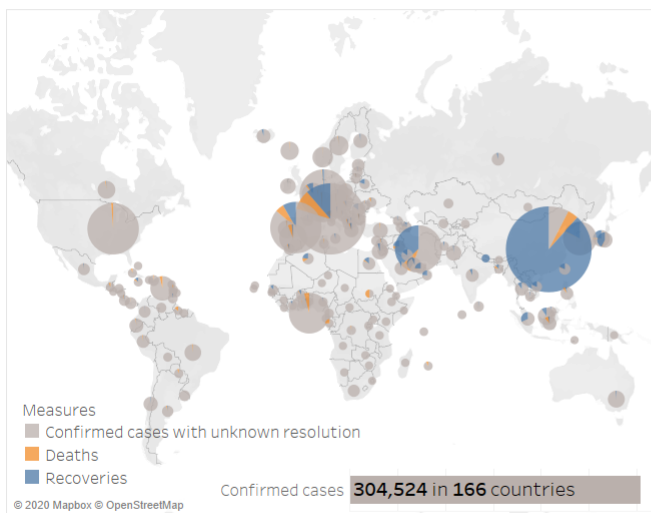 Measures
Confirmed cases with unknown resolution
Deaths
Recoveries
Confirmed cases 304,524 in 166 countries
© 2020 Mapbox © OpenStreetMap